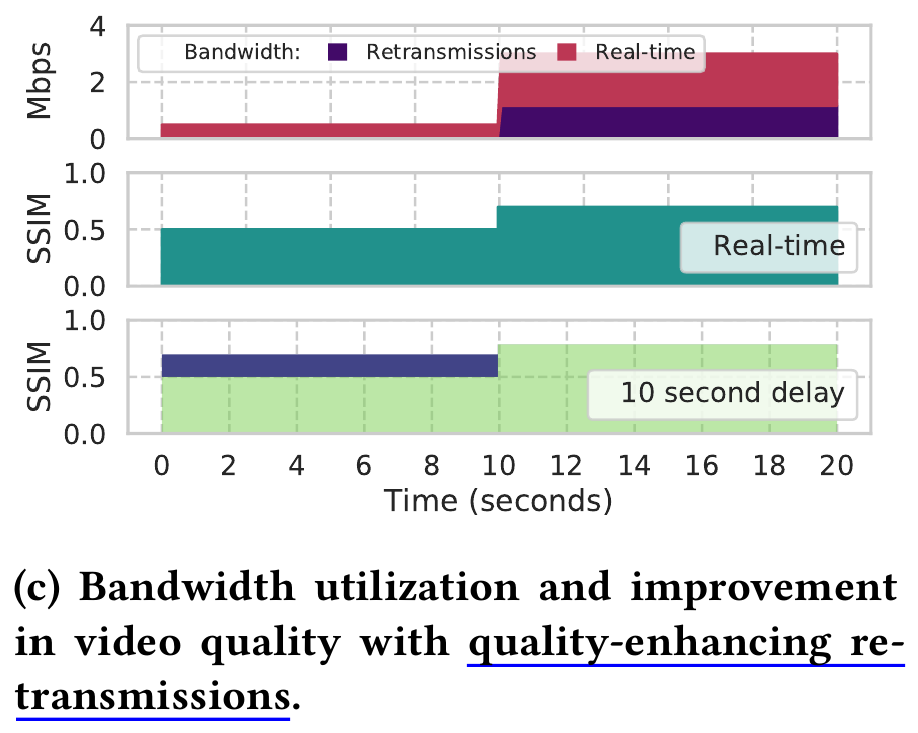 4
2
0
Mbps
Bandwidth: Retransmissions Real-time
1.0
0.5
0.0
SSIM
Real-time
1.0
0.5
0.0
SSIM
10 second delay
0 2 4 6 8 10 12 14 16 18 20
Time (seconds)
(c) Bandwidth utilization and improvement
in video quality with quality-enhancing re-
transmissions.